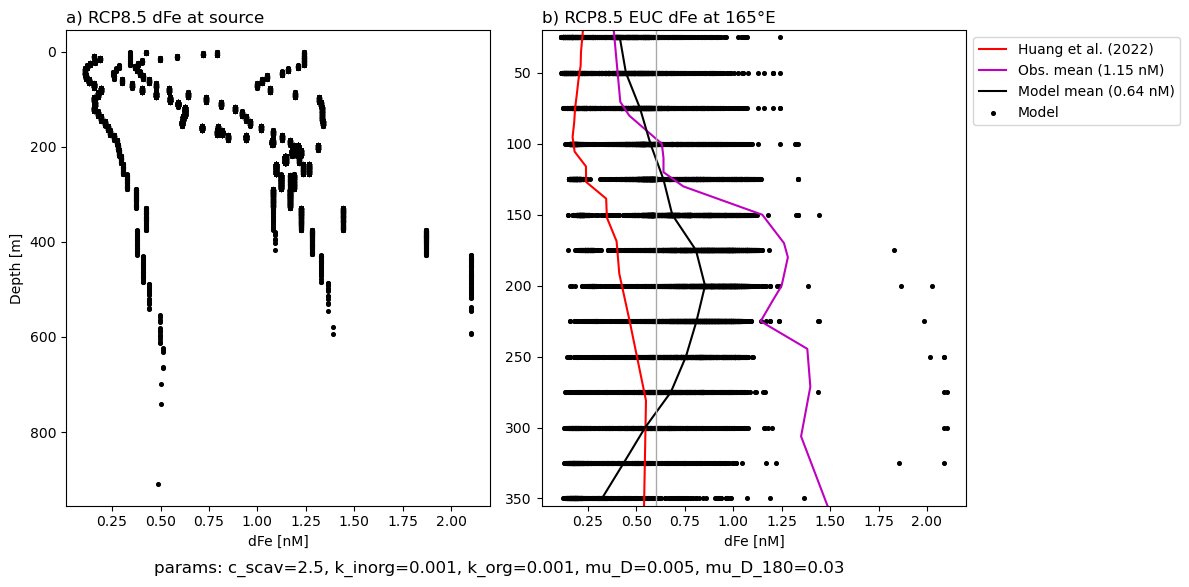 a) RCP8.5 dFe at source
b) RCP8.5 EUC dFe at 165°E
Depth [m]
0
200
400
600
800
0.25 0.50 0.75 1.00 1.25 1.50 1.75 2.00
dFe [nM]
50
100
150
200
250
300
350
0.25 0.50 0.75 1.00 1.25 1.50 1.75 2.00
dFe [nM]
Huang et al. (2022)
Obs. mean (1.15 nM)
Model mean (0.64 nM)
Model
params: c_scav=2.5, k_inorg=0.001, k_org=0.001, mu_D=0.005, mu_D_180=0.03